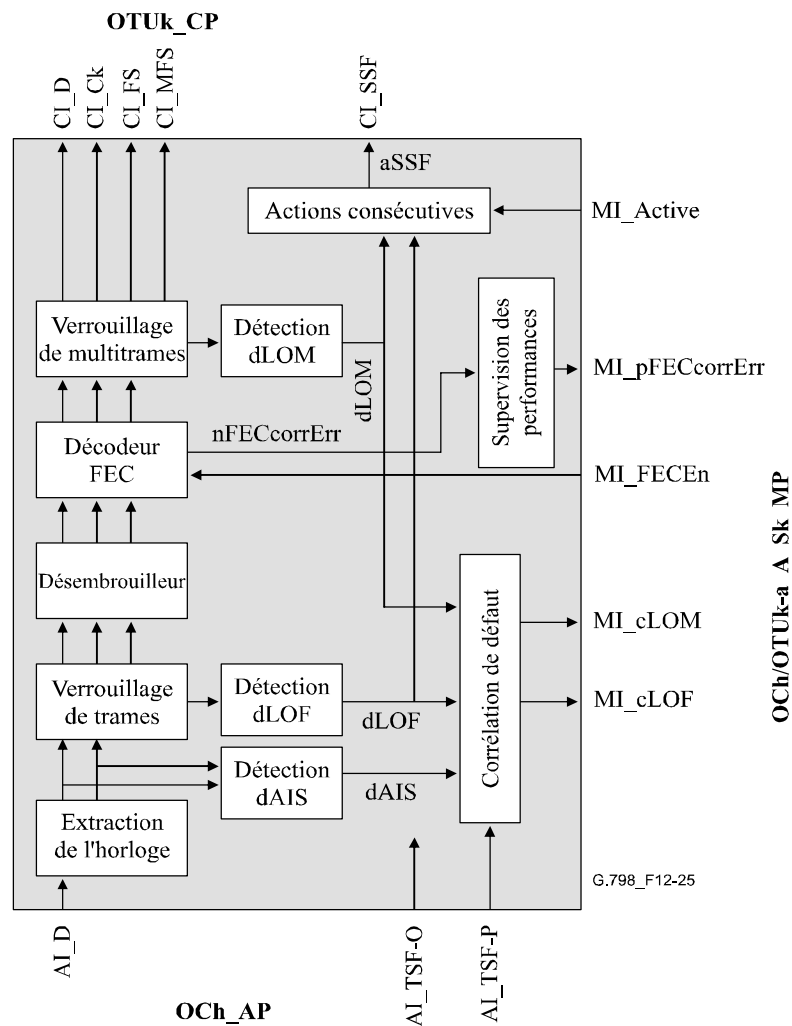 OTUk_CP
CI_D
CI_Ck
CI_FS
CI_MFS
CI_SSF
aSSF
Actions consécutives
MI_Active
Verrouillage
de multitrames
Détection
dLOM
dLOM
Supervision des
performances
MI_pFECcorrErr
nFECcorrErr
Décodeur
FEC
MI_FECEn
Désembrouilleur
Corrélation de défaut
MI_cLOM
Verrouillage
de trames
Détection
dLOF
dLOF
MI_cLOF
Détection
dAIS
dAIS
Extraction
de l'horloge
OCh/OTUk-a A Sk MP
G.798_F12-25
AI_D
AI_TSF-O
AI_TSF-P
OCh_AP